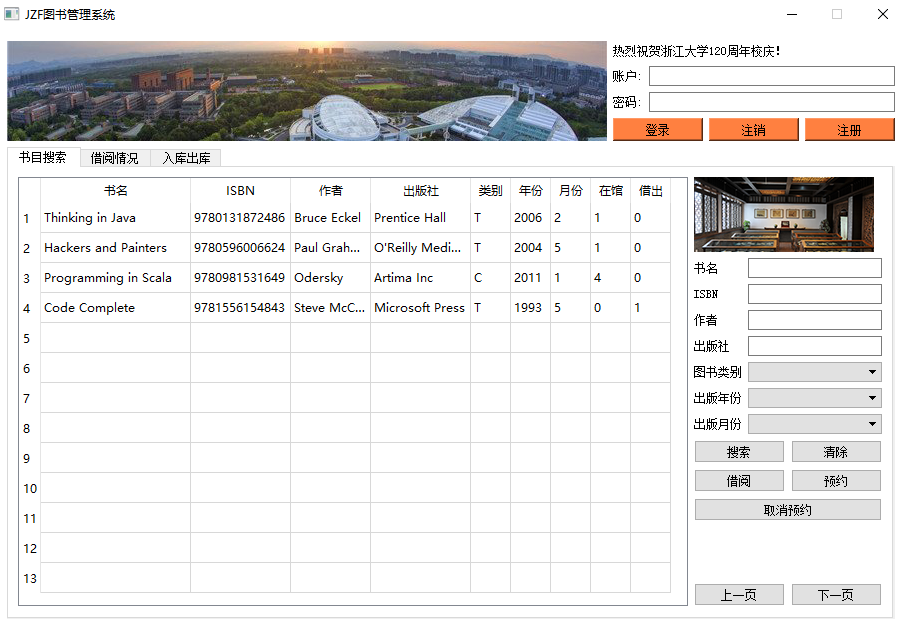 JZF图书管理系统
热烈祝贺浙江大学120周年校庆!
账户:
密码:
登录 注销 注册
书目搜索 借阅情况 入库出库
书名 ISBN 作者 出版社 类别 年份 月份 在馆 借出
1 Thinking in Java 9780131872486 Bruce Eckel Prentice Hall T 2006 2 1 0
2 Hackers and Painters 9780596006624 Paul Grah... O'Reilly Medi... T 2004 5 1 0
3 Programming in Scala 9780981531649 Odersky Artima Inc C 2011 1 4 0
4 Code Complete 9781556154843 Steve McC... Microsoft Press T 1993 5 0 1
5
6
7
8
9
10
11
12
13
书名
ISBN
作者
出版社
图书类别
出版年份
出版月份
搜索 清除
借阅 预约
取消预约
上一页 下一页